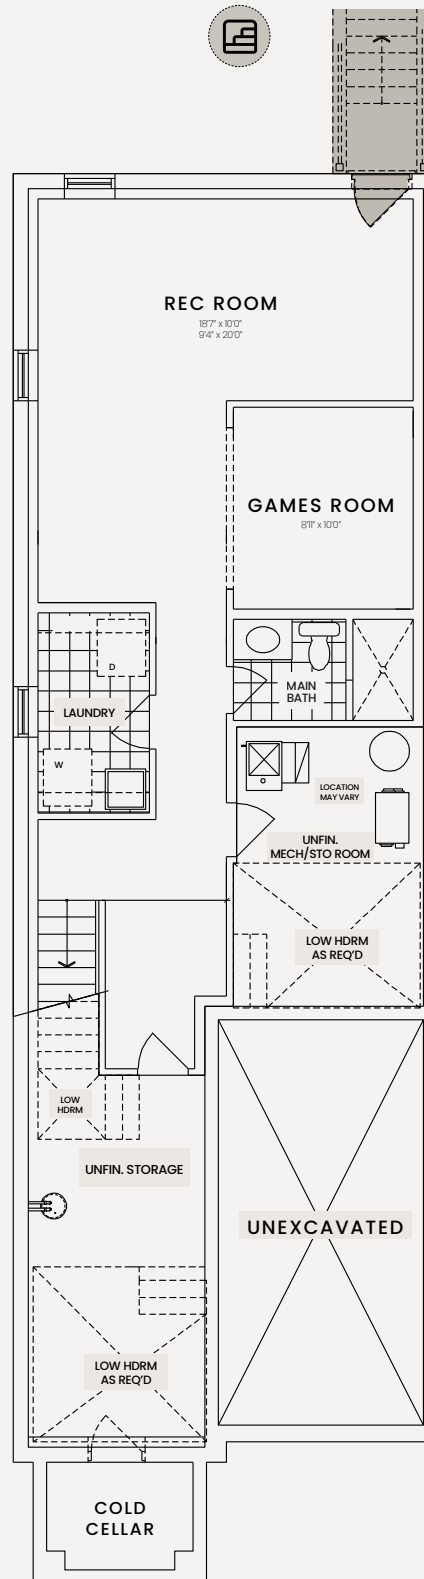 REC ROOM
18'7" x 10'0"
9'4" x 20'0"
GAMES ROOM
8'11" x 10'0"
D
LAUNDRY
W
MAIN
BATH
LOCATION
MAY VARY
UNFIN.
MECH/STO ROOM
LOW HDRM
AS REQ'D
LOW
HDRM
UNFIN. STORAGE
UNEXCAVATED
LOW HDRM
AS REQ'D
COLD
CELLAR